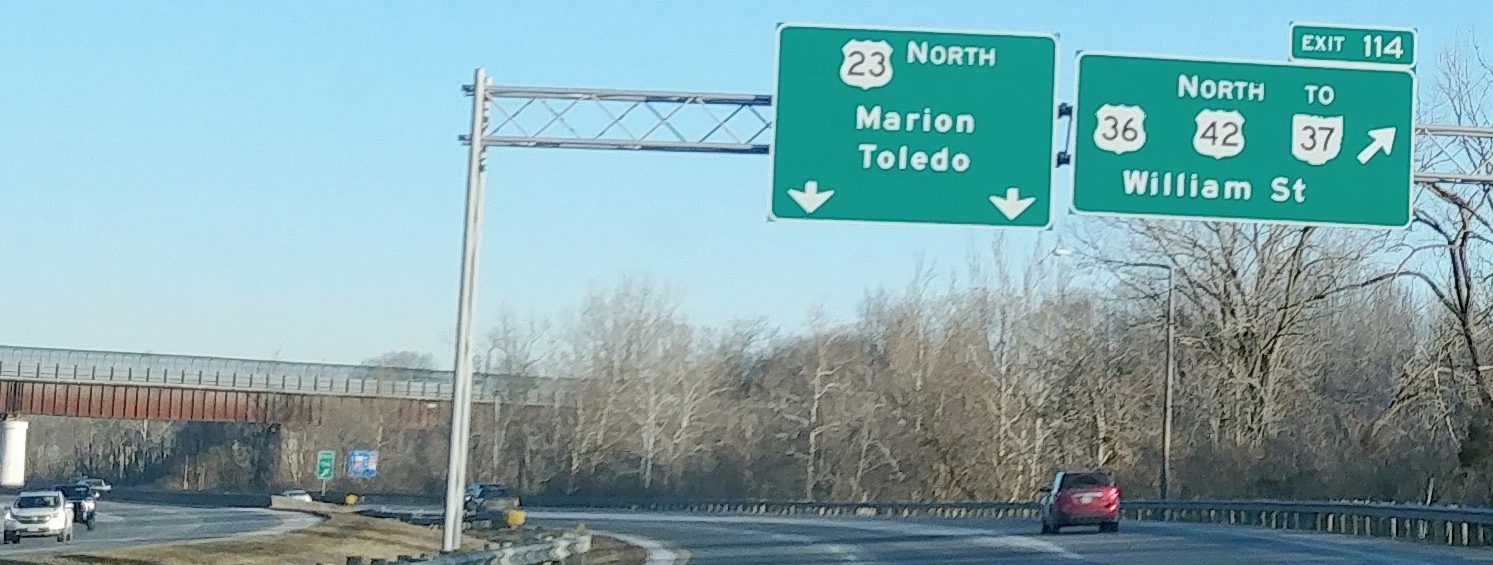 23 NORTH
Marion
Toledo
EXIT 114
NORTH TO
36 42 37
William St